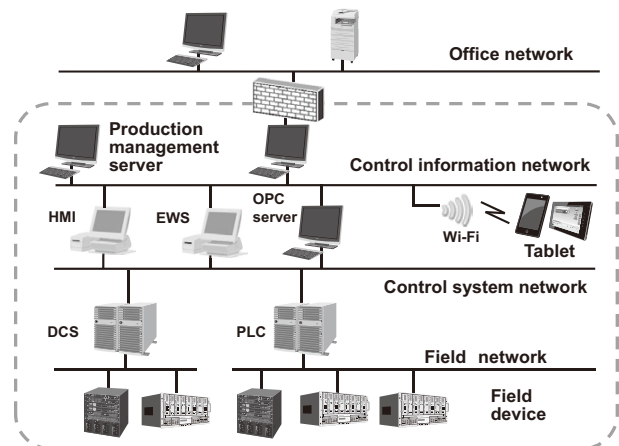 Office network
Production
management
server
Control information network
HMI
EWS
OPC
server
Wi-Fi
Tablet
Control system network
DCS
PLC
Field network
Field
device